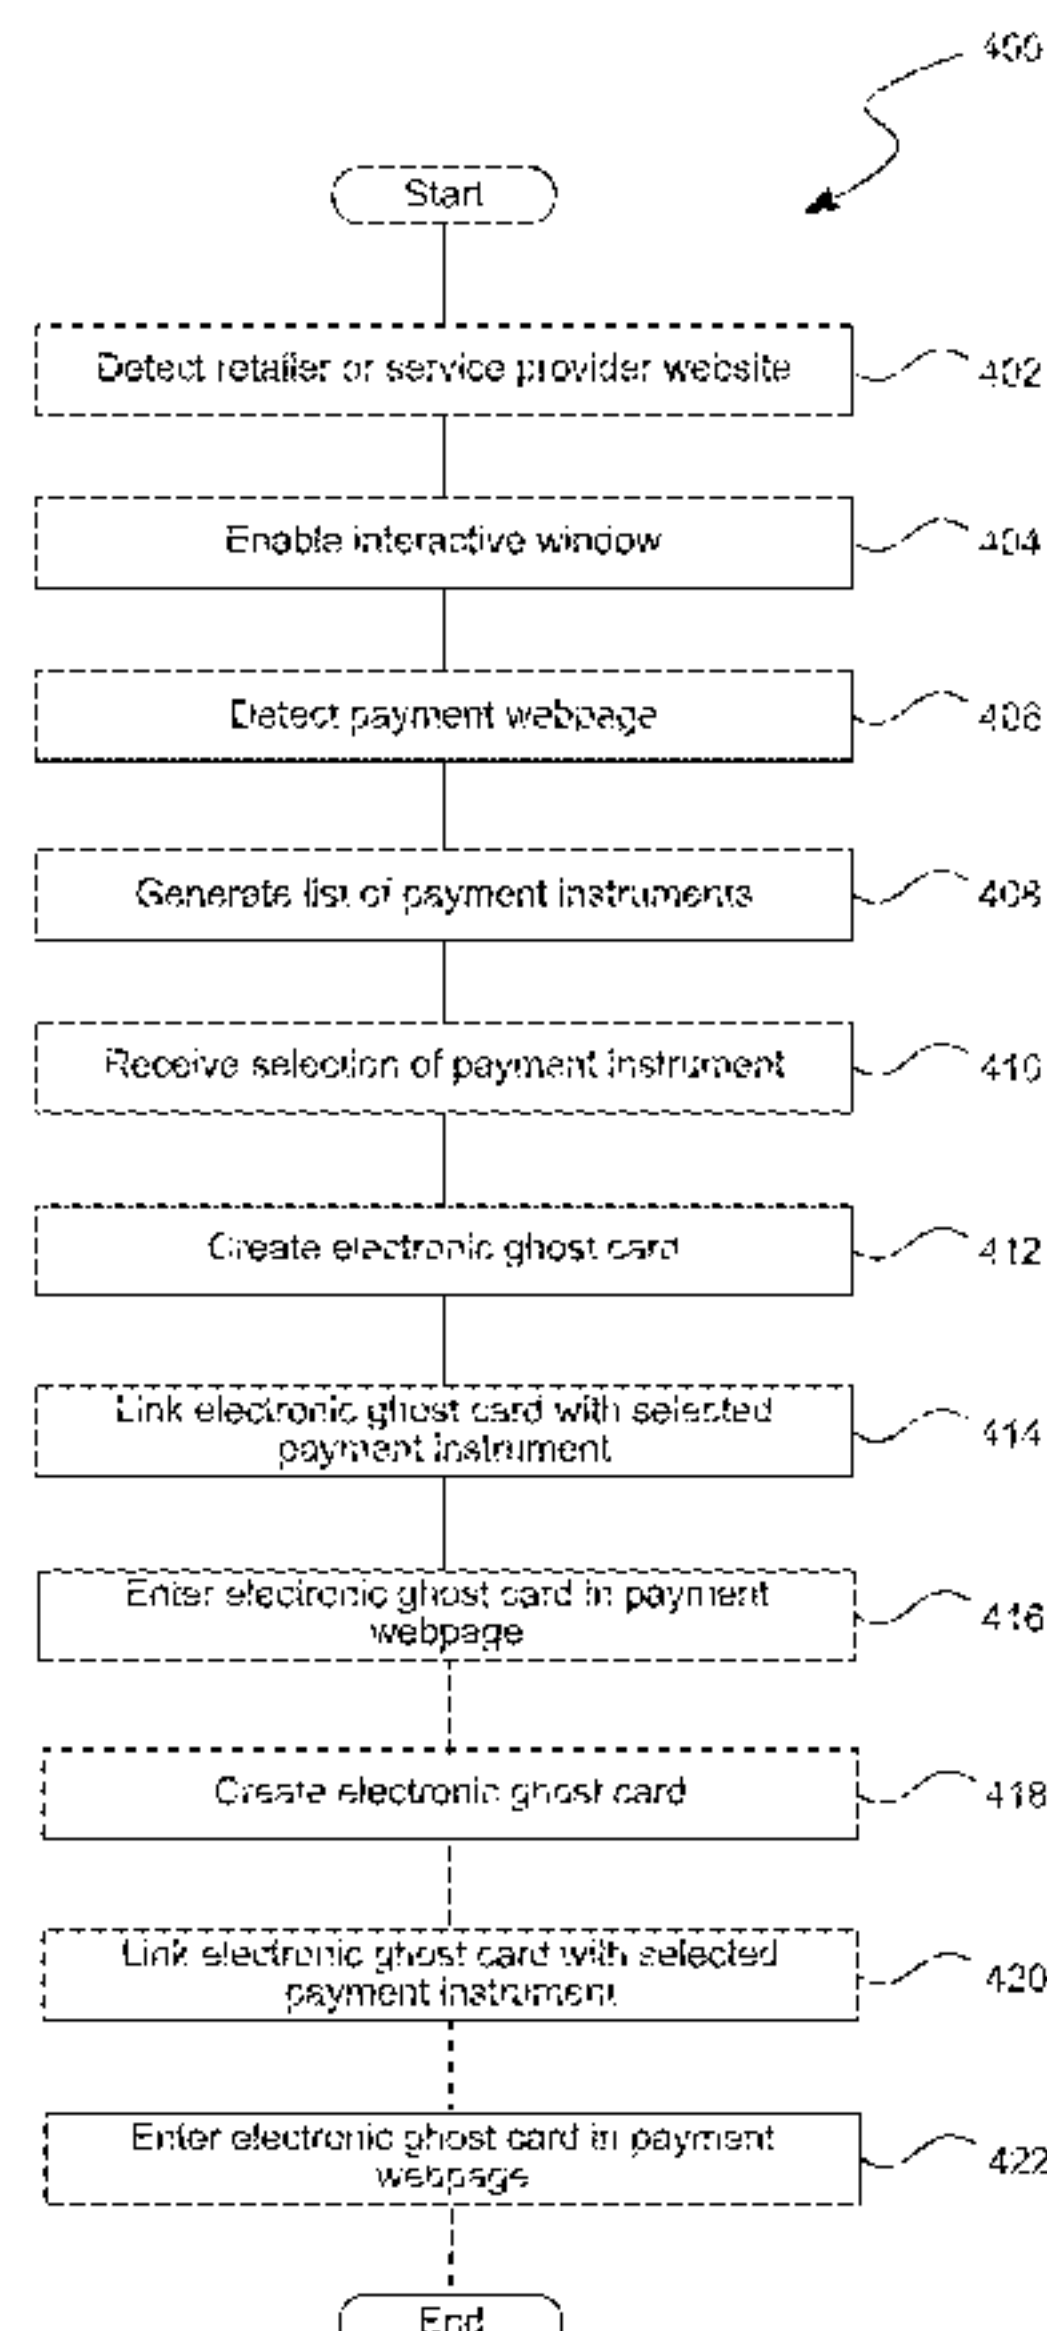 400
Start
Detect retailer or service provider website
402
Enable interactive window
404
Detect payment webpage
406
Generate list of payment instruments
408
Receive selection of payment instrument
410
Create electronic ghost card
412
Link electronic ghost card with selected
payment instrument
414
Enter electronic ghost card in payment
webpage
416
Create electronic ghost card
418
Link electronic ghost card with selected
payment instrument
420
Enter electronic ghost card in payment
webpage
422
End